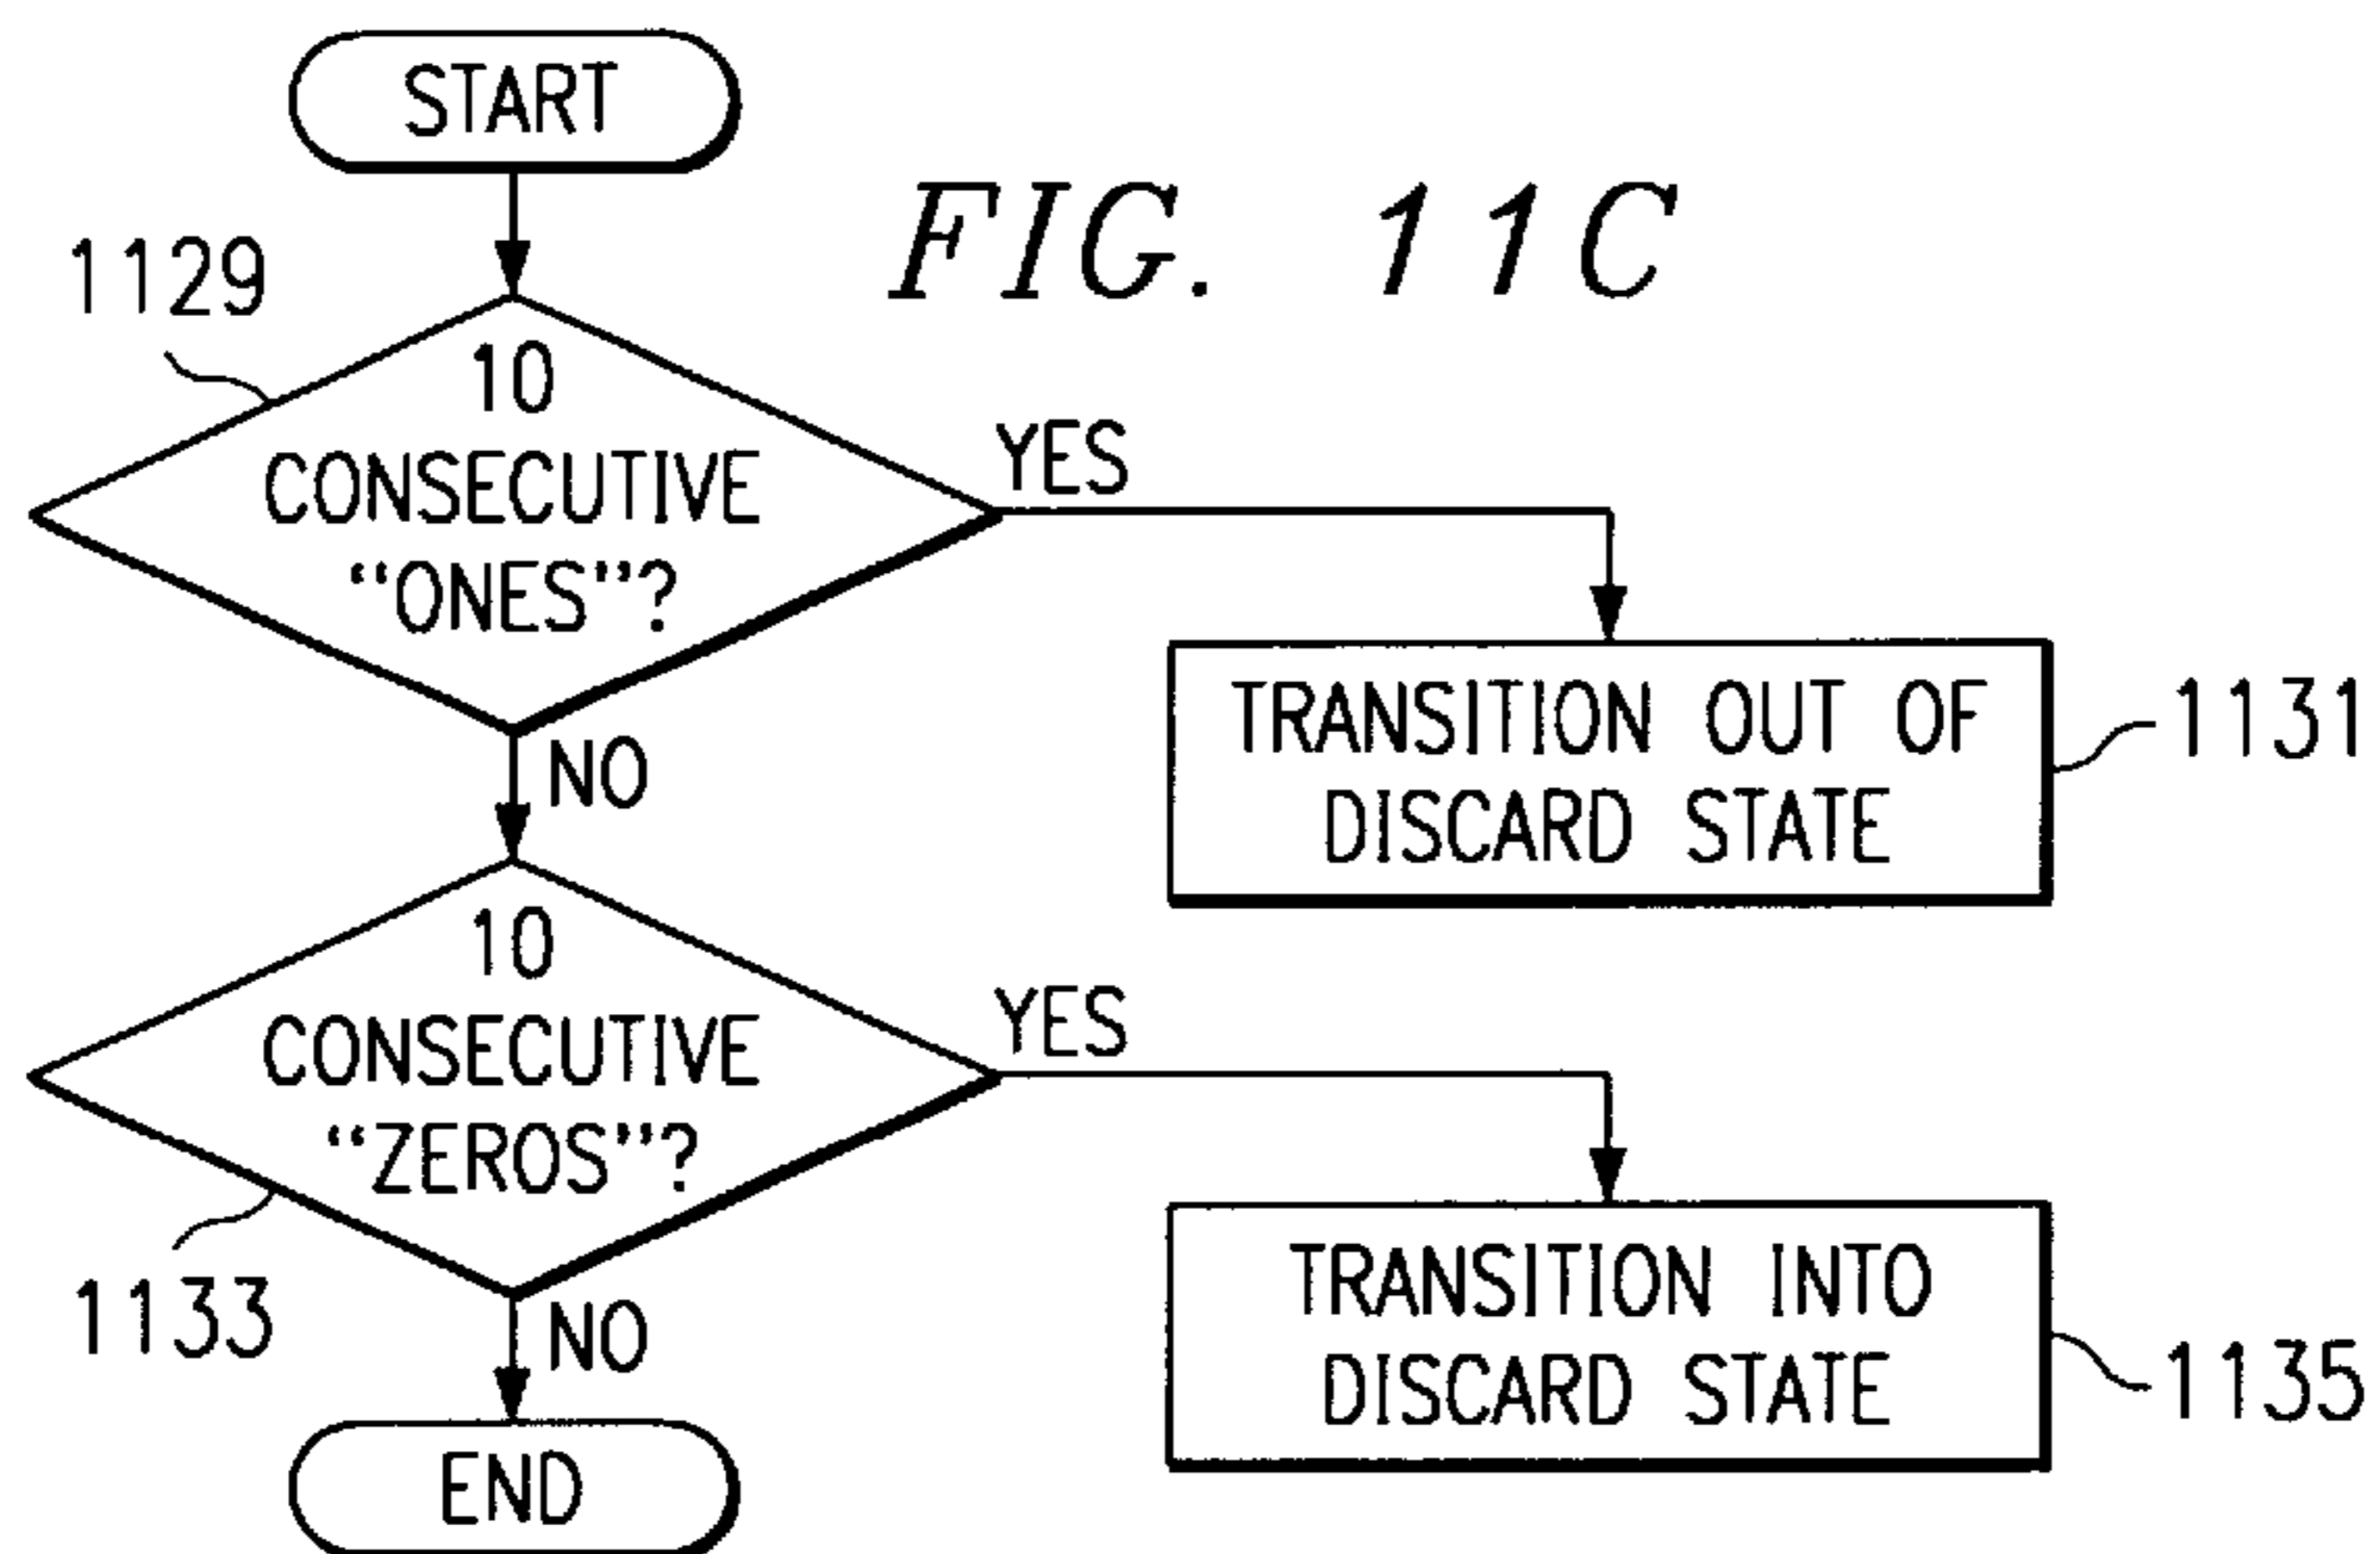 START
FIG. 11C
1129
10
CONSECUTIVE
“ONES”?
YES
NO
TRANSITION OUT OF
DISCARD STATE
1131
10
CONSECUTIVE
“ZEROS”?
YES
1133
NO
TRANSITION INTO
DISCARD STATE
1135
END